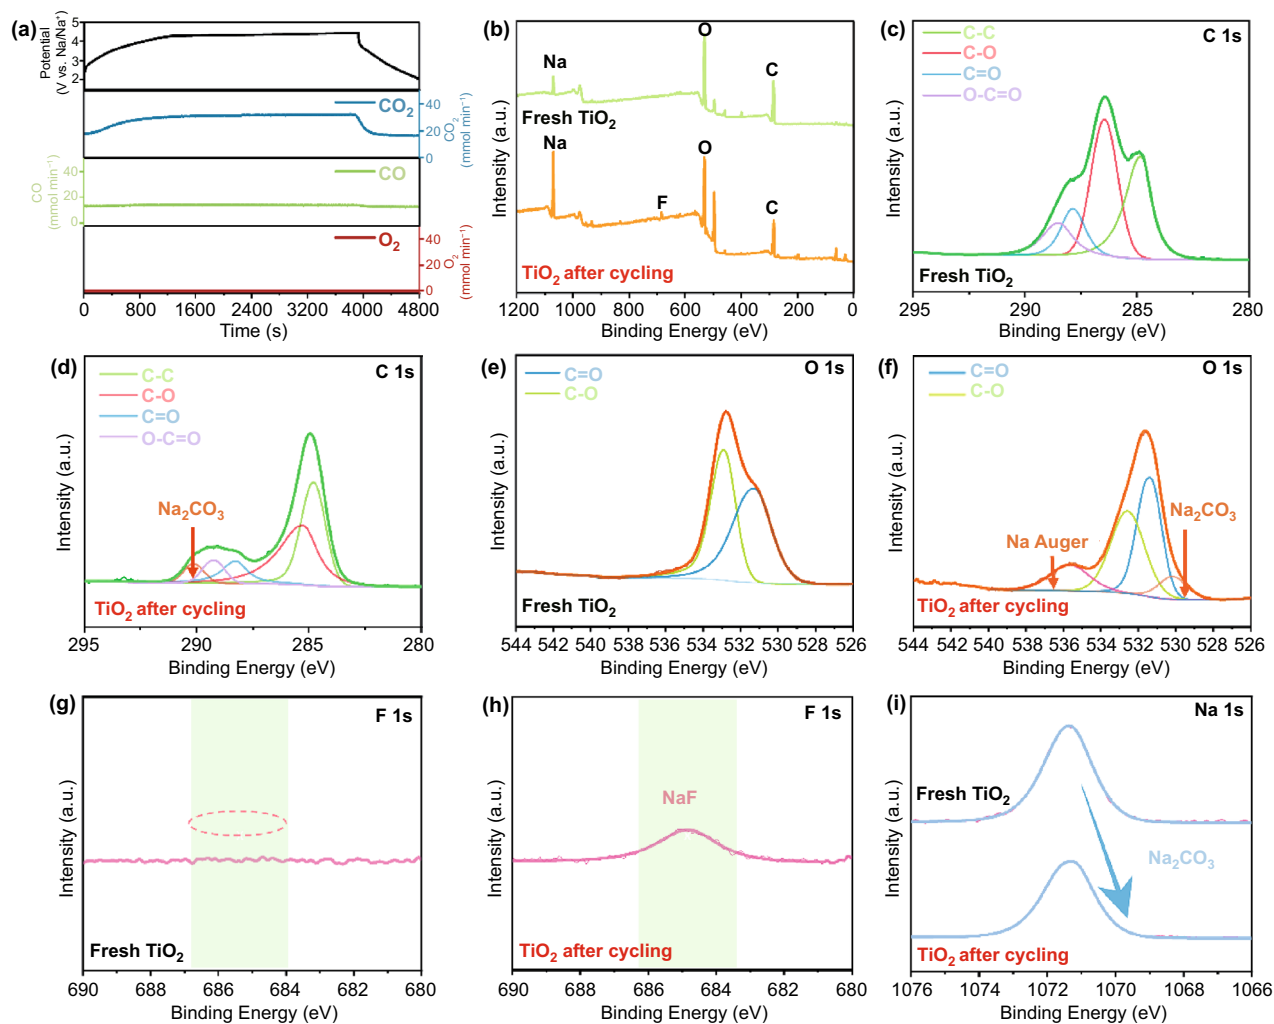 (a)
Potential
(V vs. Na/Na⁺)
5
4
3
2
CO₂
40
20
0
CO₂
(mmol min⁻¹)
CO
(mmol min⁻¹)
40
20
0
CO
O₂
40
20
0
O₂
(mmol min⁻¹)
0 800 1600 2400 3200 4000 4800
Time (s)
(b)
Intensity (a.u.)
Na
O
C
Fresh TiO₂
Na
F
O
C
TiO₂ after cycling
1200 1000 800 600 400 200 0
Binding Energy (eV)
(c)
Intensity (a.u.)
C-C
C-O
C=O
O-C=O
C 1s
Fresh TiO₂
295 290 285 280
Binding Energy (eV)
(d)
Intensity (a.u.)
C-C
C-O
C=O
O-C=O
C 1s
Na₂CO₃
TiO₂ after cycling
295 290 285 280
Binding Energy (eV)
(e)
Intensity (a.u.)
C=O
C-O
O 1s
Fresh TiO₂
544 542 540 538 536 534 532 530 528 526
Binding Energy (eV)
(f)
Intensity (a.u.)
C=O
C-O
O 1s
Na Auger
Na₂CO₃
TiO₂ after cycling
544 542 540 538 536 534 532 530 528 526
Binding Energy (eV)
(g)
Intensity (a.u.)
F 1s
Fresh TiO₂
690 688 686 684 682 680
Binding Energy (eV)
(h)
Intensity (a.u.)
F 1s
NaF
TiO₂ after cycling
690 688 686 684 682 680
Binding Energy (eV)
(i)
Intensity (a.u.)
Na 1s
Fresh TiO₂
Na₂CO₃
TiO₂ after cycling
1076 1074 1072 1070 1068 1066
Binding Energy (eV)